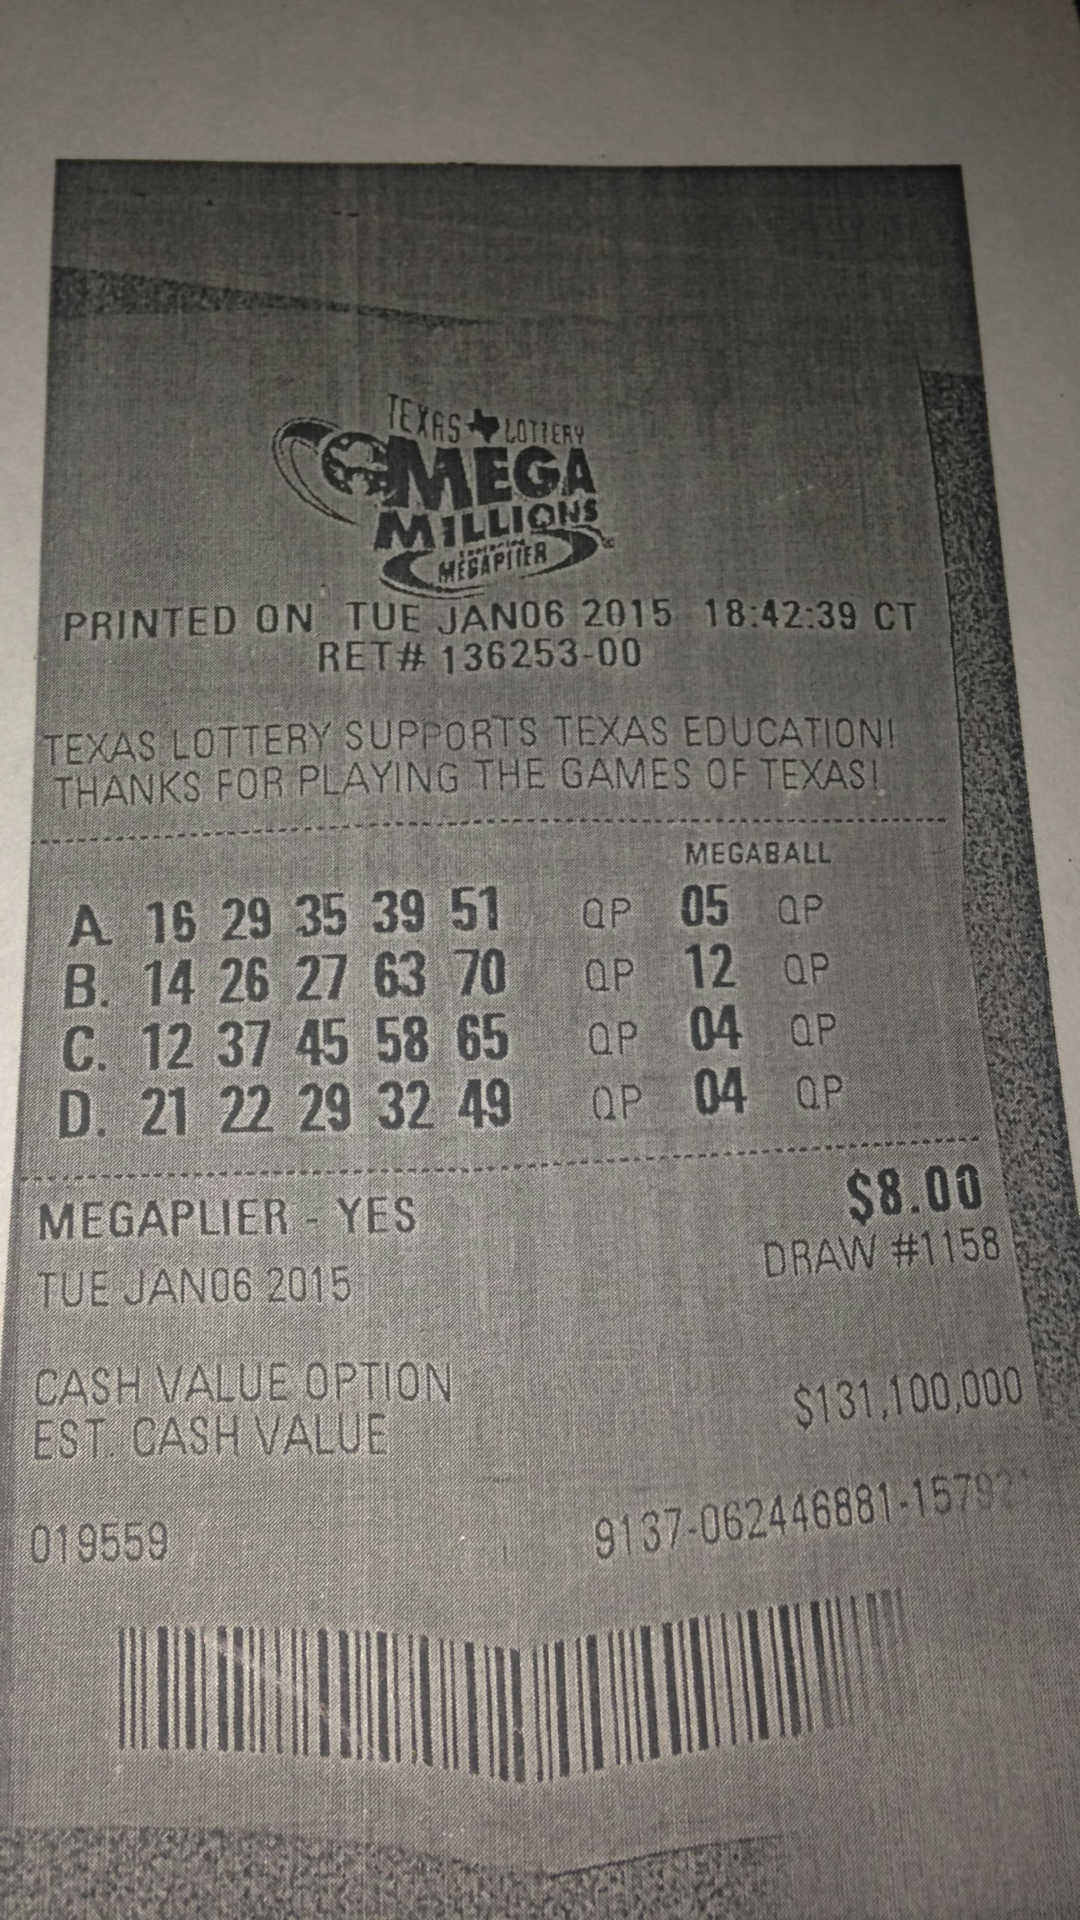 TEXAS LOTTERY
MEGA
MILLIONS
MEGAPLIER
PRINTED ON TUE JAN06 2015 18:42:39 CT
RET# 136253-00
TEXAS LOTTERY SUPPORTS TEXAS EDUCATION!
THANKS FOR PLAYING THE GAMES OF TEXAS!
MEGABALL
A. 16 29 35 39 51 QP 05 QP
B. 14 26 27 63 70 QP 12 QP
C. 12 37 45 58 65 QP 04 QP
D. 21 22 29 32 49 QP 04 QP
MEGAPLIER - YES $8.00
TUE JAN06 2015 DRAW #1158
CASH VALUE OPTION
EST. CASH VALUE $131,100,000
019559 9137-062446881-15792